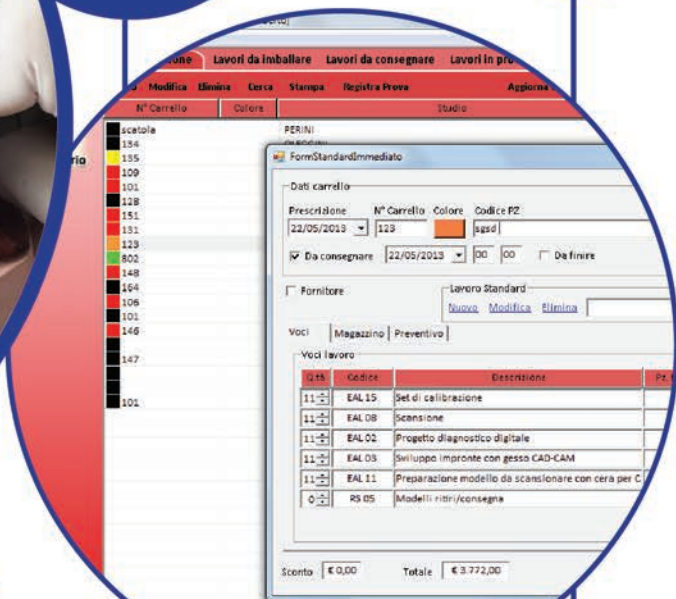 Lavori da imballare Lavori da consegnare Lavori in
Modifica Elimina Cerca Stampa Registra Prova Aggiorna
N° Carrello Colore Studio
scatola PERINI
134
135
109
101
128
151
131
123
802
148
164
106
101
146
147
101
FormStandardImmediato
Dati carrello
Prescrizione N° Carrello Colore Codice PZ
22/05/2013 123 sgsd
Da consegnare 22/05/2013 00 00 Da finire
Fornitore Lavoro Standard
Nuovo Modifica Elimina
Voci Magazzino Preventivo
Voci lavoro
Q.tà Codice Descrizione Pz.
11 EAL 15 Set di calibrazione
11 EAL 08 Scansione
11 EAL 02 Progetto diagnostico digitale
11 EAL 03 Sviluppo impronte con gesso CAD-CAM
11 EAL 11 Preparazione modello da scansionare con cera per C
0 RS 05 Modelli ritiri/consegna
Sconto € 0,00 Totale € 3.772,00